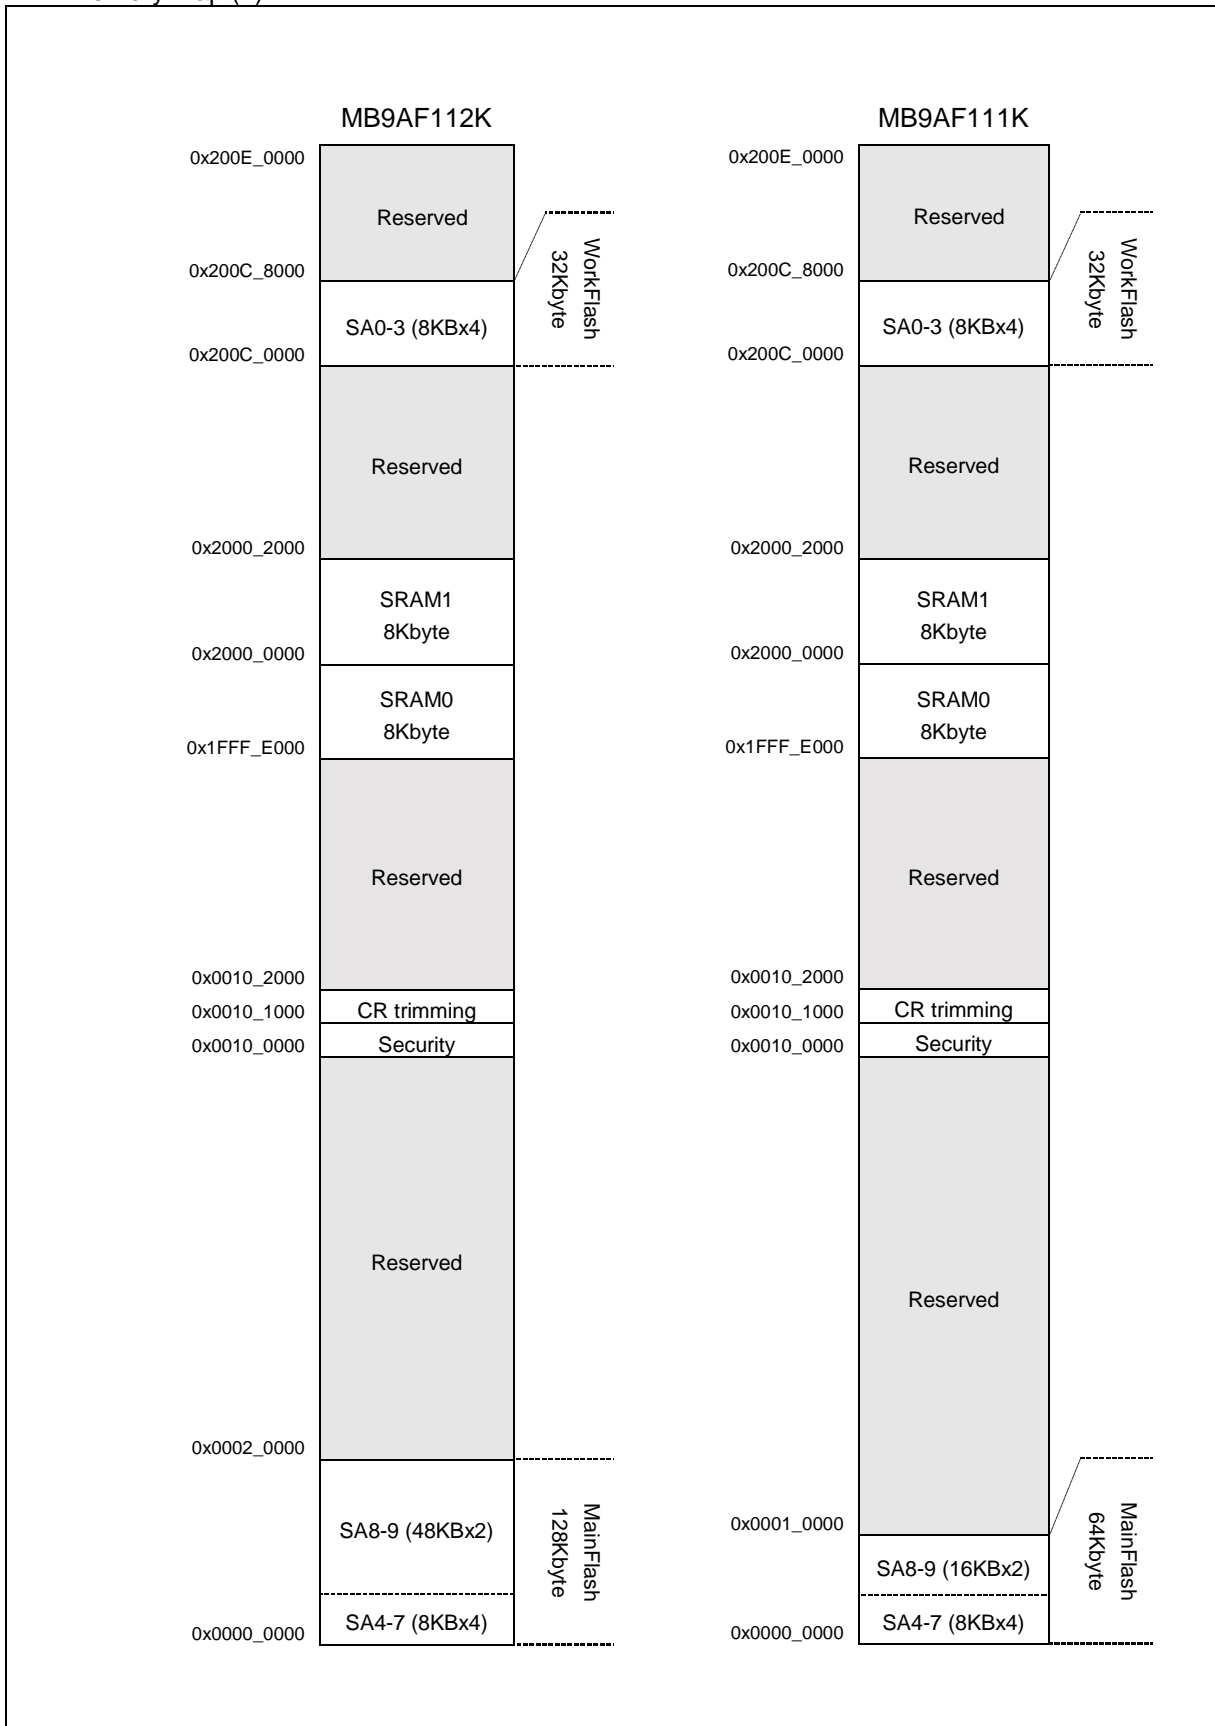 MB9AF112K
0x200E_0000
Reserved
0x200C_8000
SA0-3 (8KBx4)
WorkFlash
32Kbyte
0x200C_0000
Reserved
0x2000_2000
SRAM1
8Kbyte
0x2000_0000
SRAM0
8Kbyte
0x1FFF_E000
Reserved
0x0010_2000
CR trimming
0x0010_1000
Security
0x0010_0000
Reserved
0x0002_0000
SA8-9 (48KBx2)
MainFlash
128Kbyte
SA4-7 (8KBx4)
0x0000_0000
MB9AF111K
0x200E_0000
Reserved
0x200C_8000
SA0-3 (8KBx4)
WorkFlash
32Kbyte
0x200C_0000
Reserved
0x2000_2000
SRAM1
8Kbyte
0x2000_0000
SRAM0
8Kbyte
0x1FFF_E000
Reserved
0x0010_2000
CR trimming
0x0010_1000
Security
0x0010_0000
Reserved
0x0001_0000
SA8-9 (16KBx2)
MainFlash
64Kbyte
SA4-7 (8KBx4)
0x0000_0000